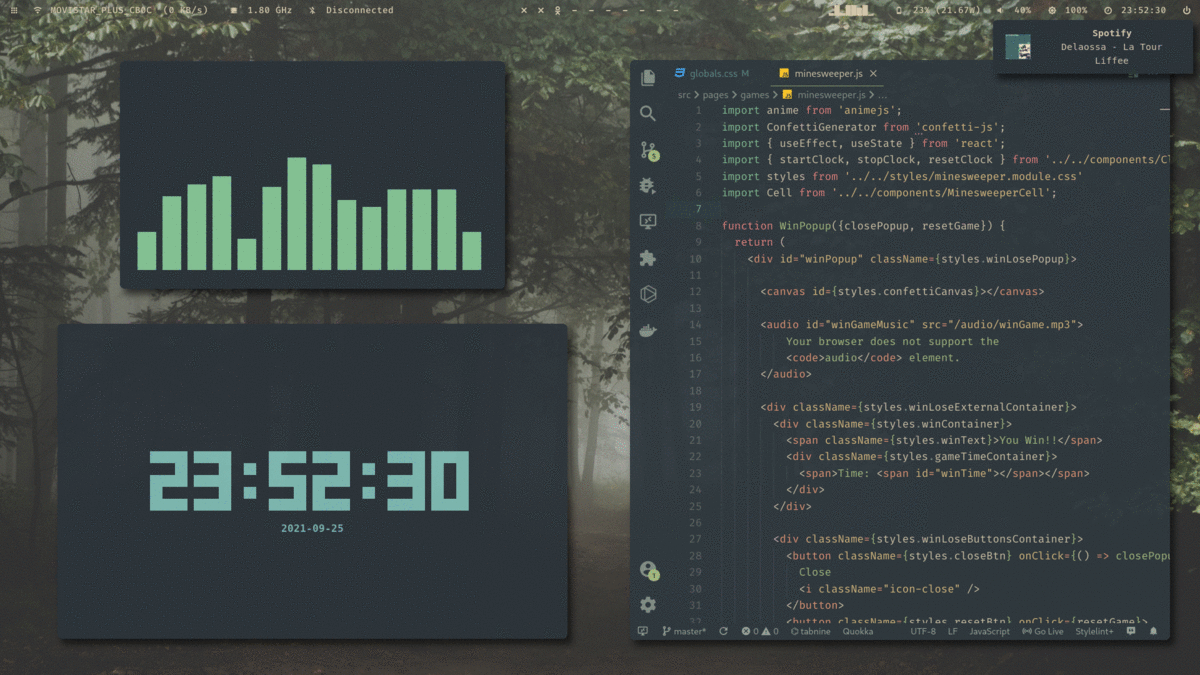 MOVISTAR_PLUS_C88C (0 kB/s) 1.80 GHz Disconnected
23% (21.67W) 40% 100% 23:52:30
Spotify
Delaossa - La Tour
Liffee
globals.css M minesweeper.js
src > pages > games > minesweeper.js > ...
1 import anime from 'animejs';
2 import ConfettiGenerator from 'confetti-js';
3 import { useEffect, useState } from 'react';
4 import { startClock, stopClock, resetClock } from '../../components/Cl
5 import styles from '../../styles/minesweeper.module.css'
6 import Cell from '../../components/MinesweeperCell';
7
8 function WinPopup({closePopup, resetGame}) {
9 return (
10 <div id="winPopup" className={styles.winLosePopup}>
11
12 <canvas id={styles.confettiCanvas}></canvas>
13
14 <audio id="winGameMusic" src="/audio/winGame.mp3">
15 Your browser does not support the
16 <code>audio</code> element.
17 </audio>
18
19 <div className={styles.winLoseExternalContainer}>
20 <div className={styles.winContainer}>
21 <span className={styles.winText}>You Win!!</span>
22 <div className={styles.gameTimeContainer}>
23 <span>Time: <span id="winTime"></span></span>
24 </div>
25 </div>
26
27 <div className={styles.winLoseButtonsContainer}>
28 <button className={styles.closeBtn} onClick={() => closePopu
29 Close
30 <i className="icon-close" />
31 </button>
32 <button className={styles.resetBtn} onClick={resetGame}>
5
1
master* 0 0 tabnine Quokka UTF-8 LF JavaScript Go Live Stylelint+
23:52:30
2021-09-25